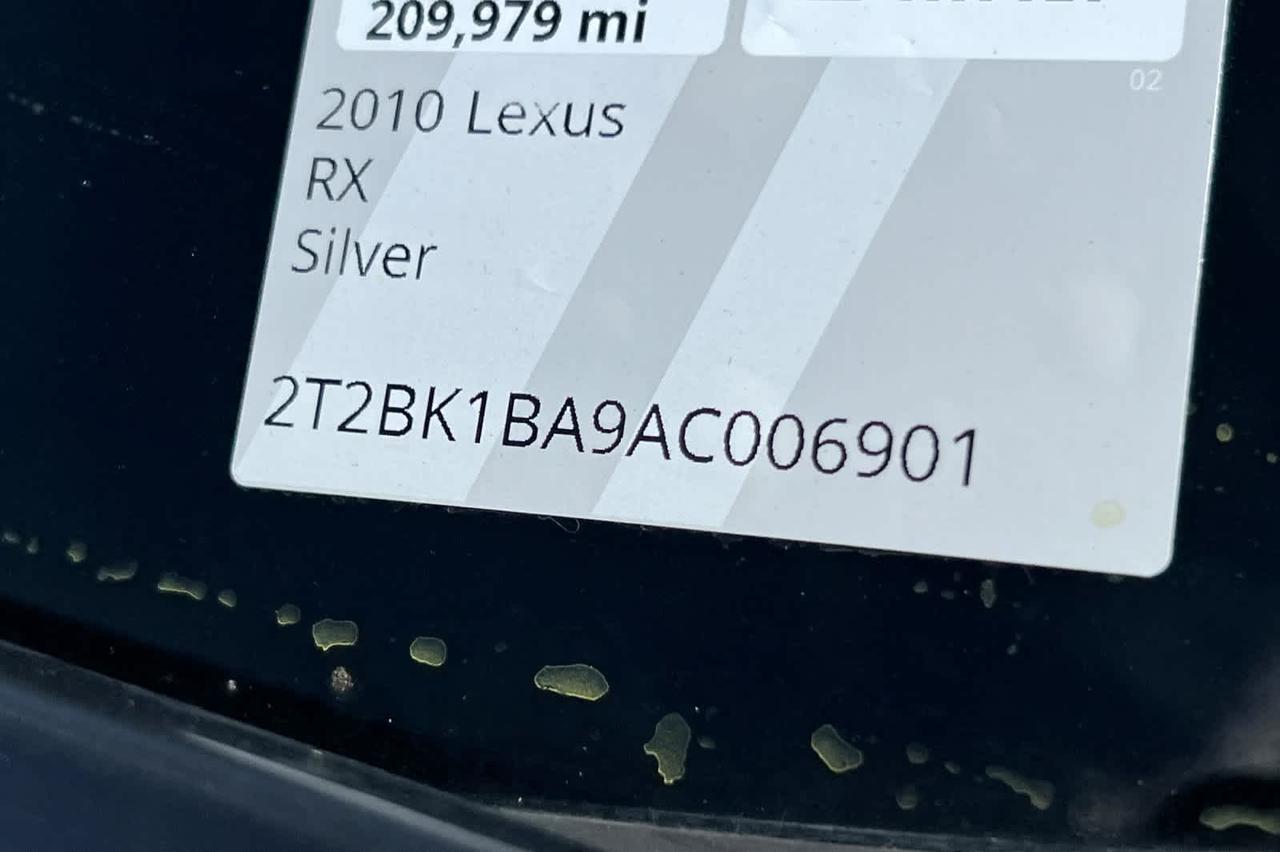 209,979 mi
02
2010 Lexus
RX
Silver
2T2BK1BA9AC006901